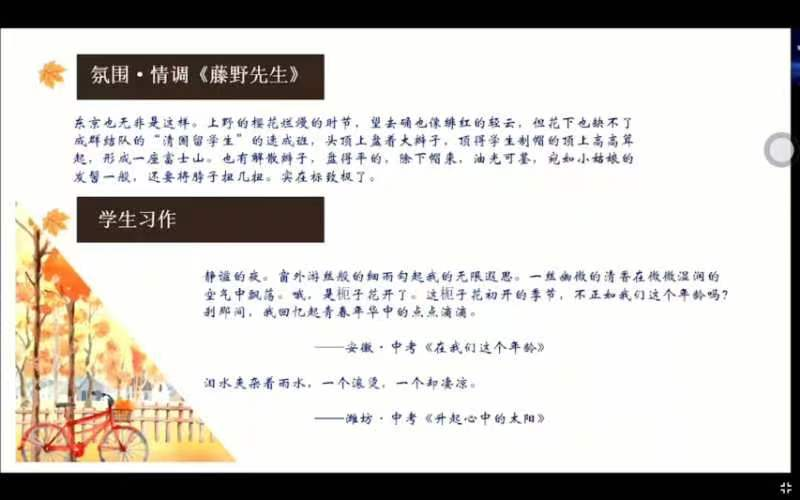 氛围·情调《藤野先生》
东京也无非是这样。上野的樱花烂漫的时节，望去确也像绯红的轻云，但花下也缺不了
成群结队的“清国留学生”的速成班，头顶上盘着大辫子，顶得学生制帽的顶上高高耸
起，形成一座富士山。也有解散辫子，盘得平的，除下帽来，油光可鉴，宛如小姑娘的
发髻一般，还要将脖子扭几扭。实在标致极了。
学生习作
静谧的夜。窗外游丝般的细雨勾起我的无限遐思。一丝幽微的清香在微微湿润的
空气中飘荡。哦，是栀子花开了。这栀子花初开的季节，不正如我们这个年龄吗?
刹那间，我回忆起青春年华中的点点滴滴。
——安徽·中考《在我们这个年龄》
泪水夹杂着雨水，一个滚烫，一个却凄凉。
——潍坊·中考《升起心中的太阳》